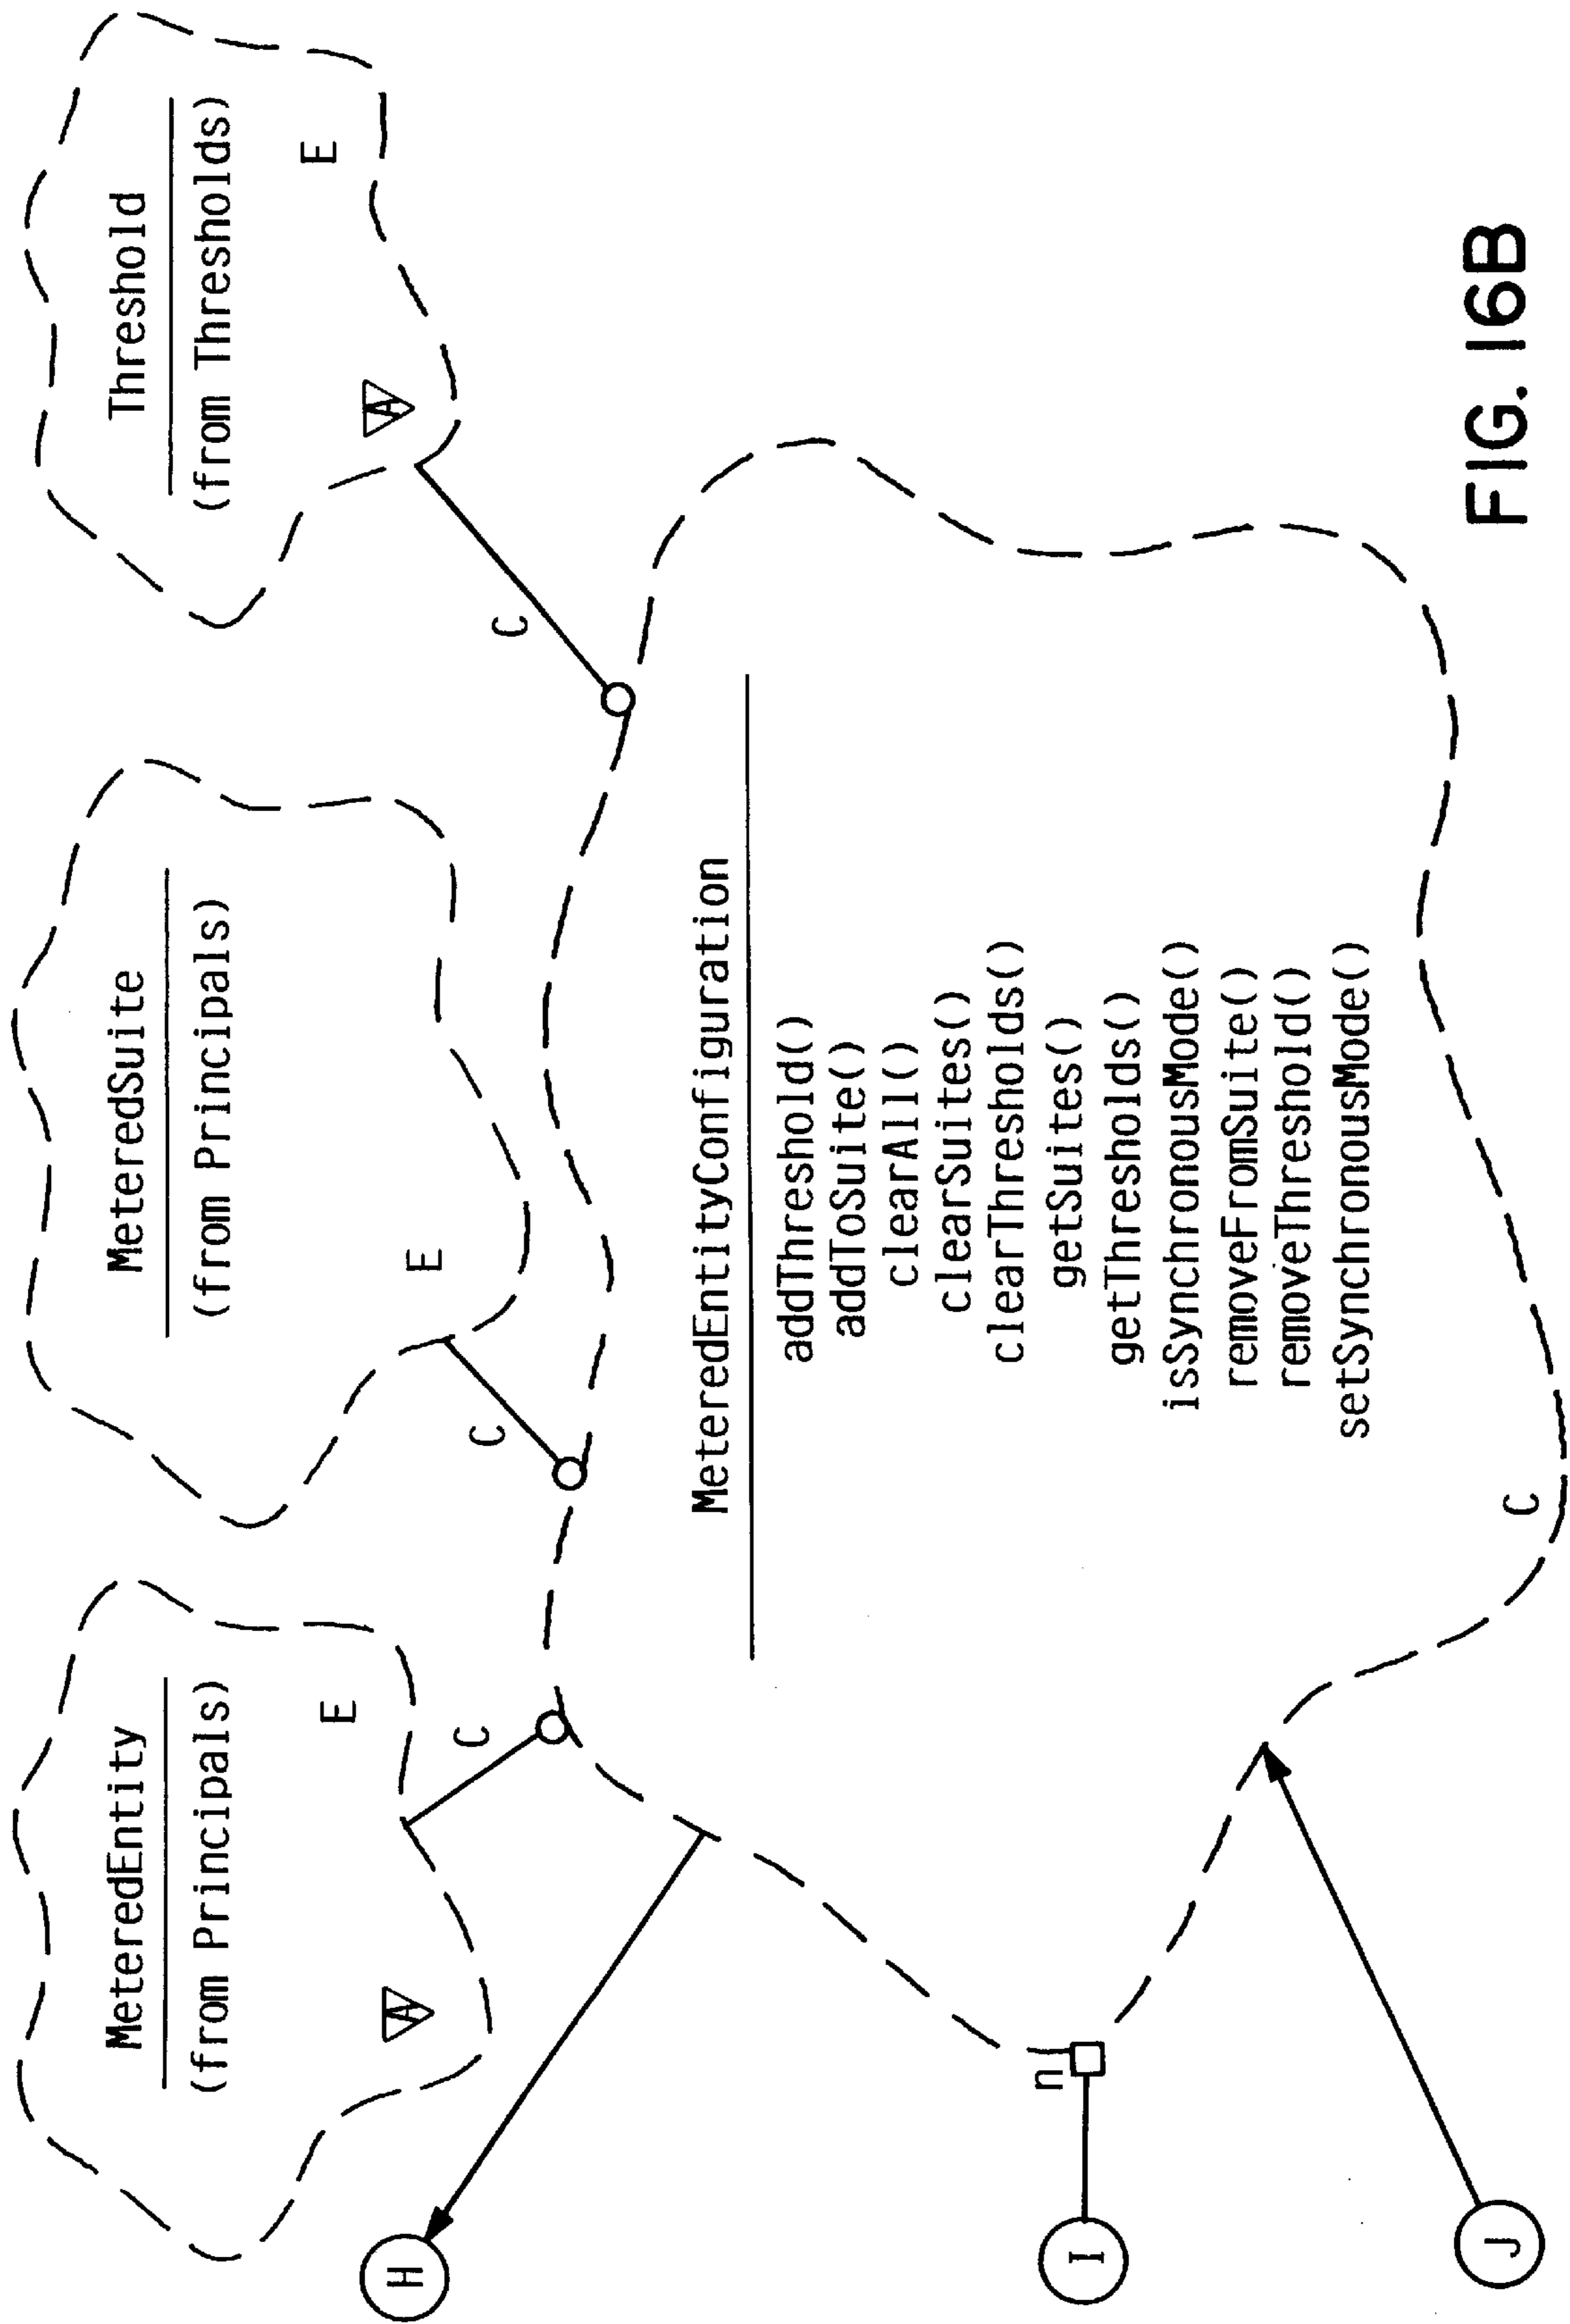 MeteredEntity
(from Principals)
E
A
C
MeteredSuite
(from Principals)
E
C
Threshold
(from Thresholds)
E
A
C
MeteredEntityConfiguration
addThreshold()
addToSuite()
clearAll()
clearSuites()
clearThresholds()
getSuites()
getThresholds()
isSynchronousMode()
removeFromSuite()
removeThreshold()
setSynchronousMode()
C
H
n
I
J
FIG. 16B